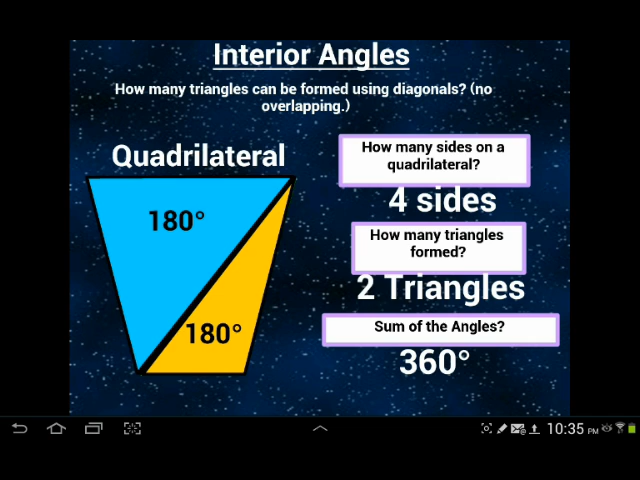 Interior Angles
How many triangles can be formed using diagonals? (no
overlapping.)
Quadrilateral
How many sides on a
quadrilateral?
4 sides
180°
How many triangles
formed?
2 Triangles
180°
Sum of the Angles?
360°
10:35 PM